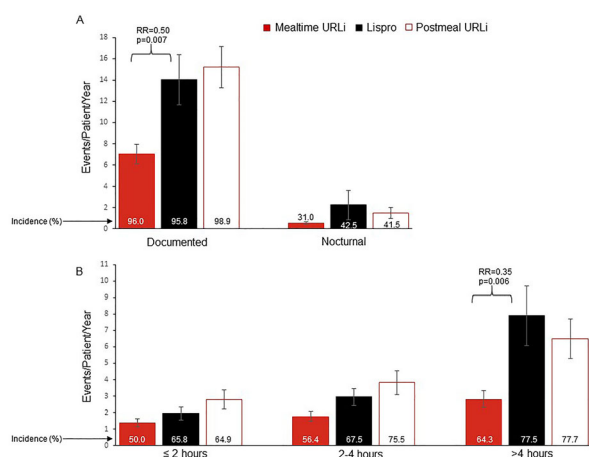 A
Mealtime URLi Lispro Postmeal URLi
RR=0.50
p=0.007
Events/Patient/Year
18
16
14
12
10
8
6
4
2
0
Incidence (%)
96.0 95.8 98.9 31.0 42.5 41.5
Documented Nocturnal
B
RR=0.35
p=0.006
Events/Patient/Year
11
10
9
8
7
6
5
4
3
2
1
0
Incidence (%)
50.0 65.8 64.9 56.4 67.5 75.5 64.3 77.5 77.7
≤ 2 hours 2-4 hours >4 hours